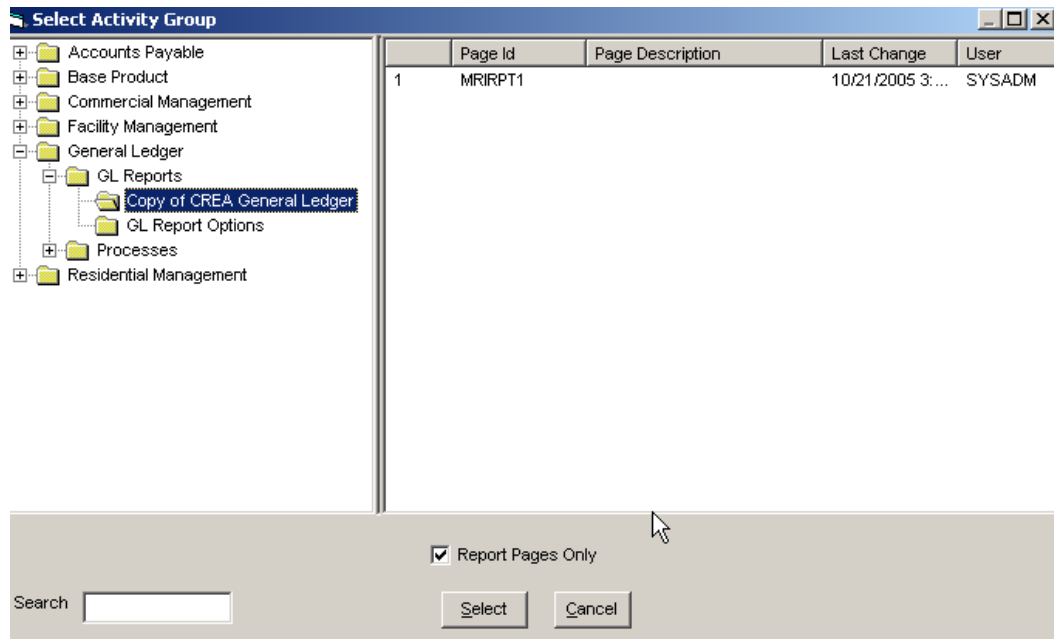 Select Activity Group
Accounts Payable
Base Product
Commercial Management
Facility Management
General Ledger
GL Reports
Copy of CREA General Ledger
GL Report Options
Processes
Residential Management
Page Id Page Description Last Change User
1 MRIRPT1 10/21/2005 3:... SYSADM
Report Pages Only
Search
Select Cancel